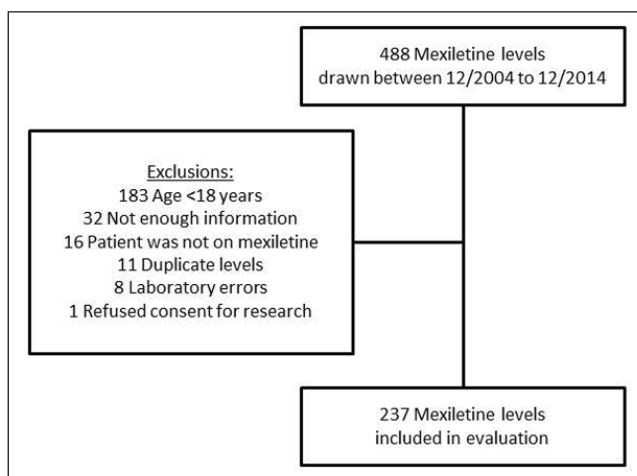 488 Mexiletine levels
drawn between 12/2004 to 12/2014
Exclusions:
183 Age <18 years
32 Not enough information
16 Patient was not on mexiletine
11 Duplicate levels
8 Laboratory errors
1 Refused consent for research
237 Mexiletine levels
included in evaluation